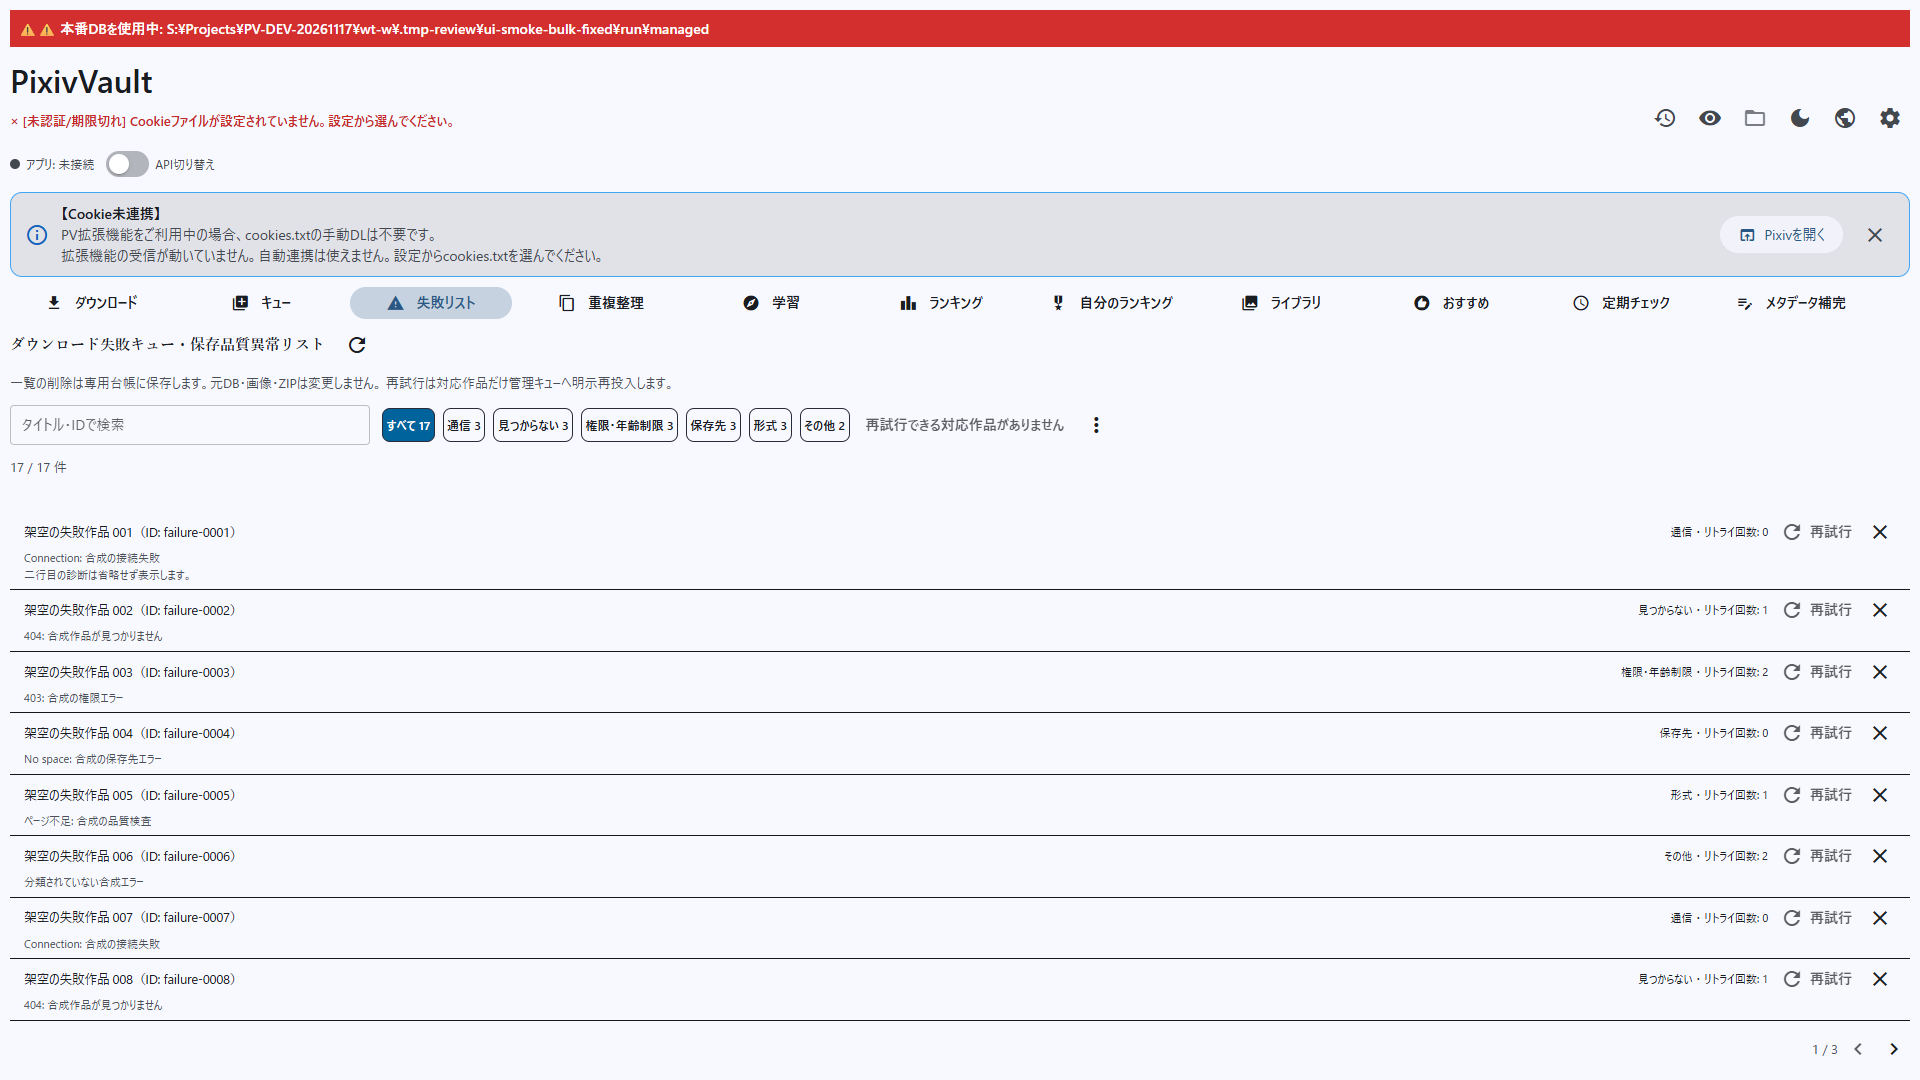 本番DBを使用中: S:¥Projects¥PV-DEV-20261117¥wt-w¥.tmp-review¥ui-smoke-bulk-fixed¥run¥managed
PixivVault
× [未認証/期限切れ] Cookieファイルが設定されていません。設定から選んでください。
アプリ: 未接続 API切り替え
【Cookie未連携】
PV拡張機能をご利用中の場合、cookies.txtの手動DLは不要です。
拡張機能の受信が動いていません。自動連携は使えません。設定からcookies.txtを選んでください。
Pixivを開く
ダウンロード キュー 失敗リスト 重複整理 学習 ランキング 自分のランキング ライブラリ おすすめ 定期チェック メタデータ補完
ダウンロード失敗キュー・保存品質異常リスト
一覧の削除は専用台帳に保存します。元DB・画像・ZIPは変更しません。再試行は対応作品だけ管理キューへ明示再投入します。
タイトル・IDで検索 すべて 17 通信 3 見つからない 3 権限・年齢制限 3 保存先 3 形式 3 その他 2 再試行できる対応作品がありません
17 / 17 件
架空の失敗作品 001（ID: failure-0001） 通信・リトライ回数: 0 再試行
Connection: 合成の接続失敗
二行目の診断は省略せず表示します。
架空の失敗作品 002（ID: failure-0002） 見つからない・リトライ回数: 1 再試行
404: 合成作品が見つかりません
架空の失敗作品 003（ID: failure-0003） 権限・年齢制限・リトライ回数: 2 再試行
403: 合成の権限エラー
架空の失敗作品 004（ID: failure-0004） 保存先・リトライ回数: 0 再試行
No space: 合成の保存先エラー
架空の失敗作品 005（ID: failure-0005） 形式・リトライ回数: 1 再試行
ページ不足: 合成の品質検査
架空の失敗作品 006（ID: failure-0006） その他・リトライ回数: 2 再試行
分類されていない合成エラー
架空の失敗作品 007（ID: failure-0007） 通信・リトライ回数: 0 再試行
Connection: 合成の接続失敗
架空の失敗作品 008（ID: failure-0008） 見つからない・リトライ回数: 1 再試行
404: 合成作品が見つかりません
1 / 3